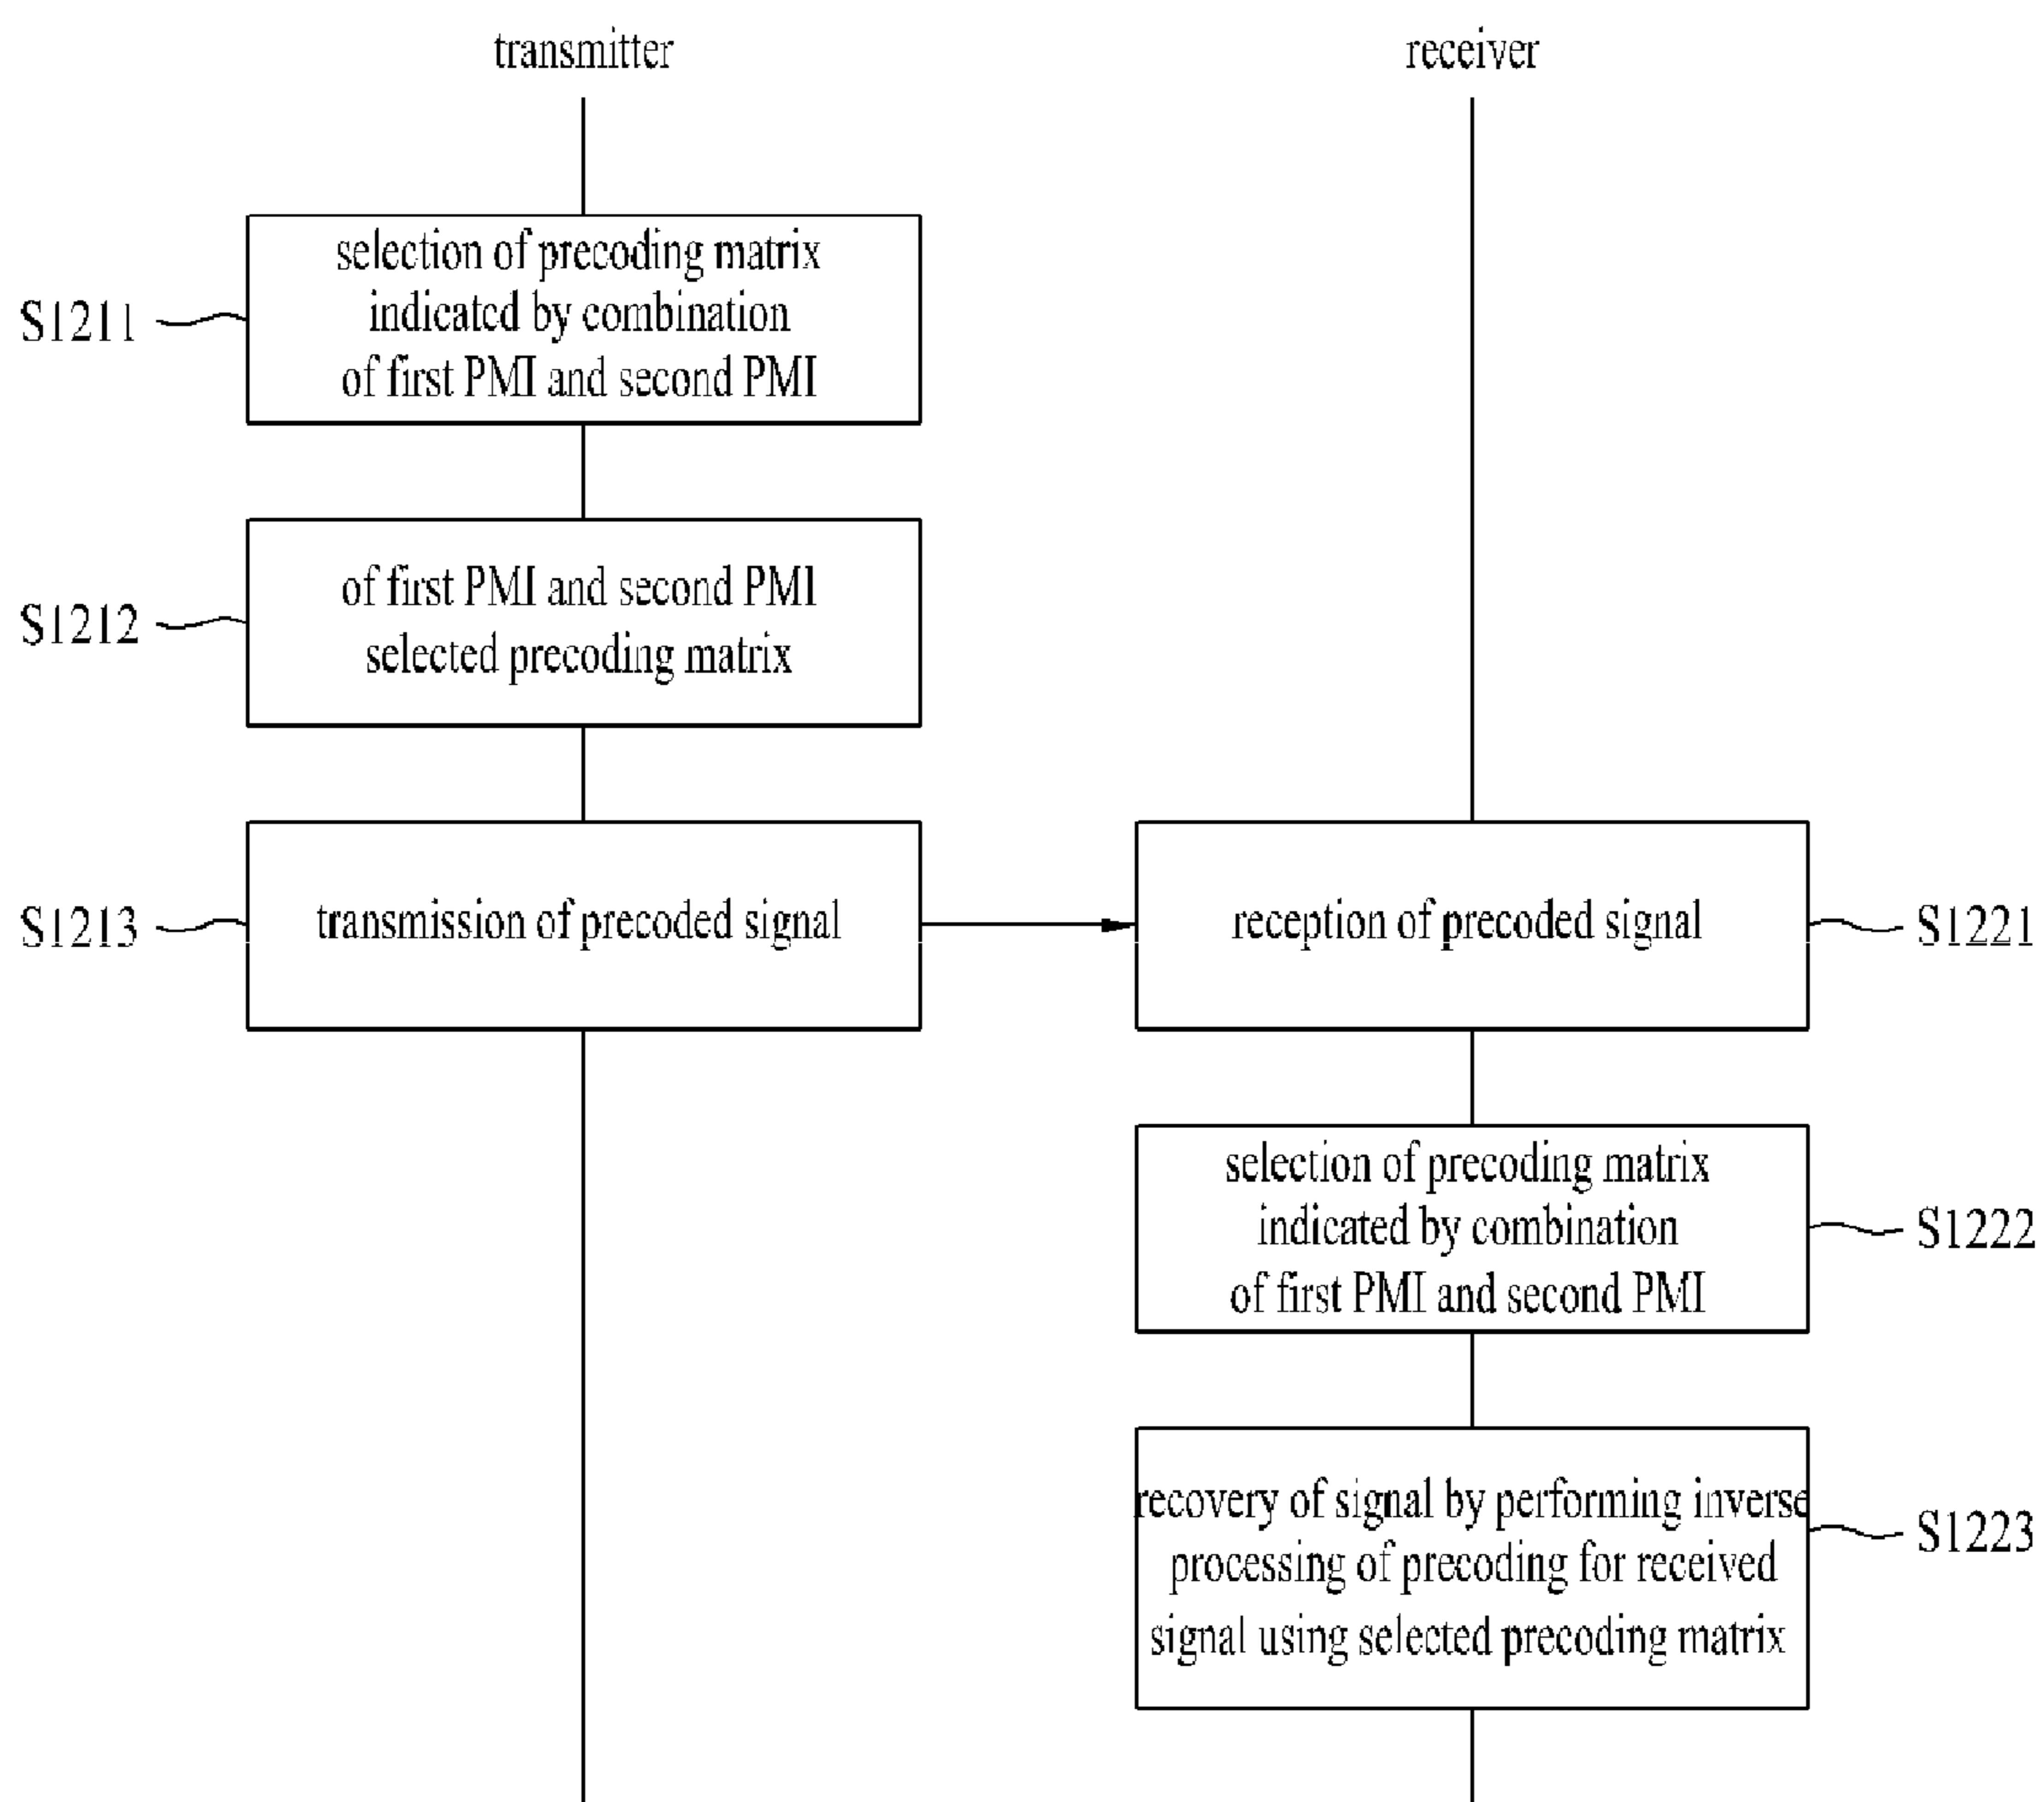 transmitter
receiver
S1211
selection of precoding matrix
indicated by combination
of first PMI and second PMI
S1212
of first PMI and second PMI
selected precoding matrix
S1213
transmission of precoded signal
reception of precoded signal
S1221
selection of precoding matrix
indicated by combination
of first PMI and second PMI
S1222
recovery of signal by performing inverse
processing of precoding for received
signal using selected precoding matrix
S1223